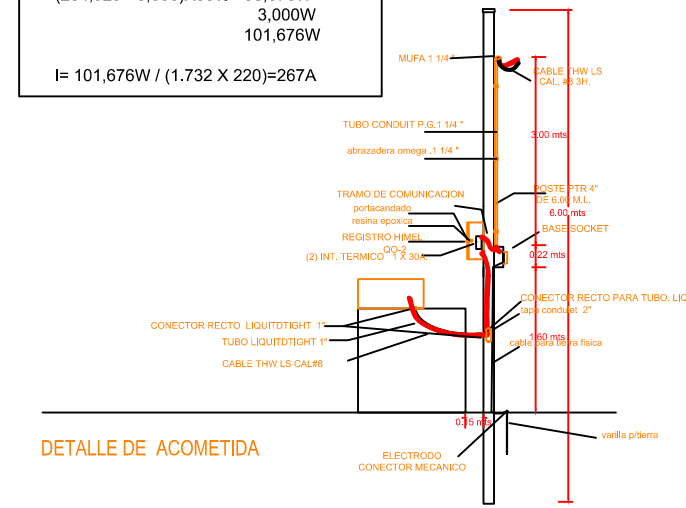 3,000W
101,676W
I= 101,676W / (1.732 X 220)=267A
MUFA 1 1/4 "
CABLE THW LS
CAL, #8 3H.
TUBO CONDUIT P.G.1 1/4 "
3.00 mts
abrazadera omega .1 1/4 "
TRAMO DE COMUNICACION
POSTE PTR 4"
DE 6.00 M.L.
portacandado
6.00 mts
resina epoxica
BASE SOCKET
REGISTRO HIMEL
QO-2
(2) INT. TERMICO 1 X 30A.
0.22 mts
CONECTOR RECTO PARA TUBO. LIQ
tapa condulet 2"
CONECTOR RECTO LIQUITDTIGHT 1"
TUBO LIQUITDTIGHT 1"
1.60 mts
cable para tierra fisica
CABLE THW LS CAL#8
0.15 mts
varilla p/tierra
DETALLE DE ACOMETIDA
ELECTRODO
CONECTOR MECANICO